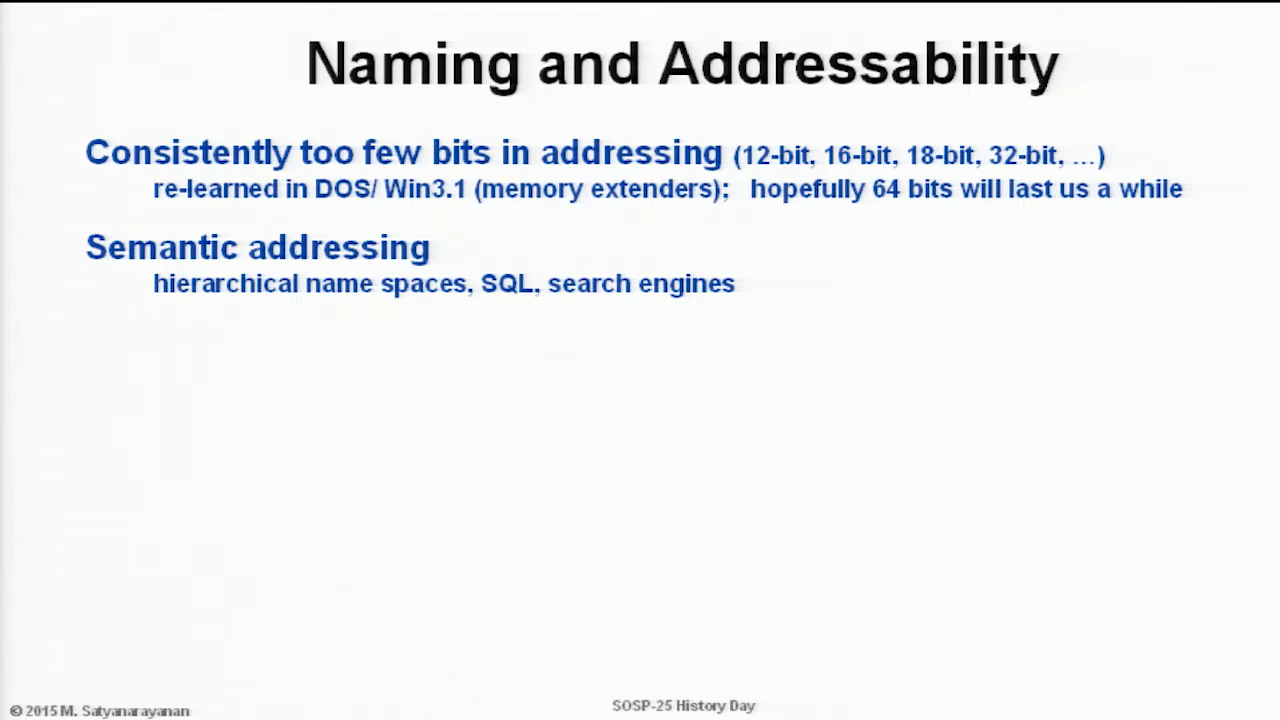 Naming and Addressability
Consistently too few bits in addressing (12-bit, 16-bit, 18-bit, 32-bit, …)
re-learned in DOS/ Win3.1 (memory extenders); hopefully 64 bits will last us a while
Semantic addressing
hierarchical name spaces, SQL, search engines
© 2015 M. Satyanarayanan
SOSP-25 History Day